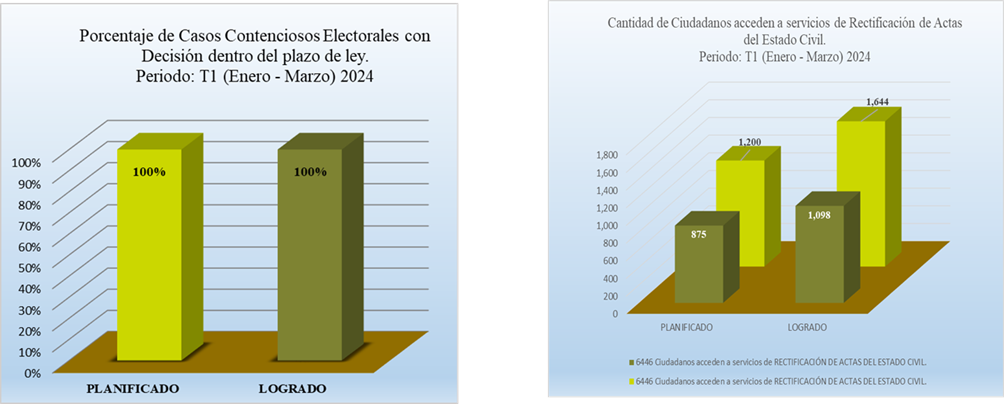 Porcentaje de Casos Contenciosos Electorales con
Decisión dentro del plazo de ley.
Periodo: T1 (Enero - Marzo) 2024
100%
90%
80%
70%
60%
50%
40%
30%
20%
10%
0%
100%
100%
PLANIFICADO
LOGRADO
Cantidad de Ciudadanos acceden a servicios de Rectificación de Actas
del Estado Civil.
Periodo: T1 (Enero - Marzo) 2024
1,800
1,600
1,400
1,200
1,000
800
600
400
200
0
1,200
1,644
875
1,098
PLANIFICADO
LOGRADO
6446 Ciudadanos acceden a servicios de RECTIFICACIÓN DE ACTAS DEL ESTADO CIVIL.
6446 Ciudadanos acceden a servicios de RECTIFICACIÓN DE ACTAS DEL ESTADO CIVIL.